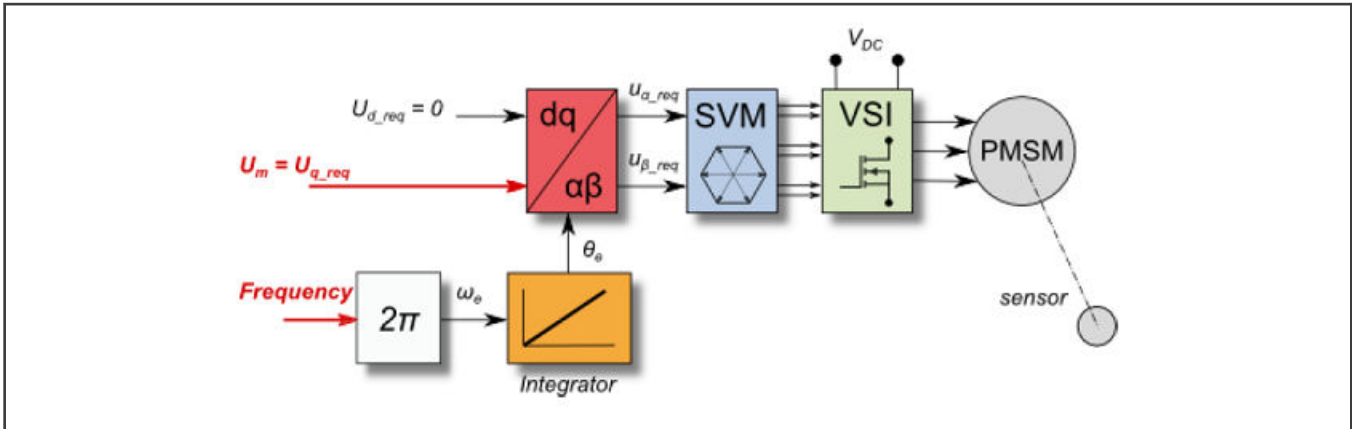 V_DC
U_d_req = 0
dq
αβ
u_α_req
u_β_req
SVM
VSI
PMSM
U_m = U_q_req
θ_e
Frequency
2π
ω_e
Integrator
sensor